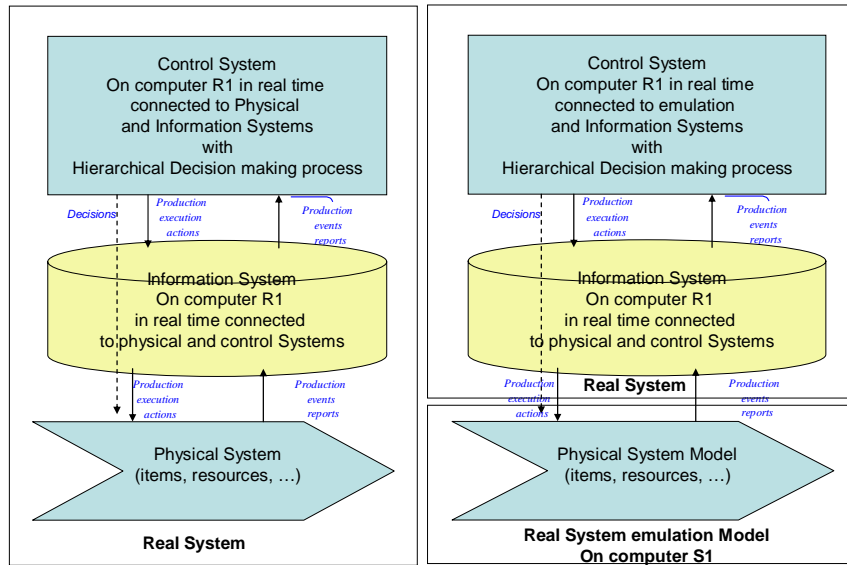 Control System
On computer R1 in real time
connected to Physical
and Information Systems
with
Hierarchical Decision making process
Decisions
Production
execution
actions
Production
events
reports
Information System
On computer R1
in real time connected
to physical and control Systems
Production
execution
actions
Production
events
reports
Physical System
(items, resources, …)
Real System
Control System
On computer R1 in real time
connected to emulation
and Information Systems
with
Hierarchical Decision making process
Decisions
Production
execution
actions
Production
events
reports
Information System
On computer R1
in real time connected
to physical and control Systems
Real System
Production
execution
actions
Production
events
reports
Physical System Model
(items, resources, …)
Real System emulation Model
On computer S1